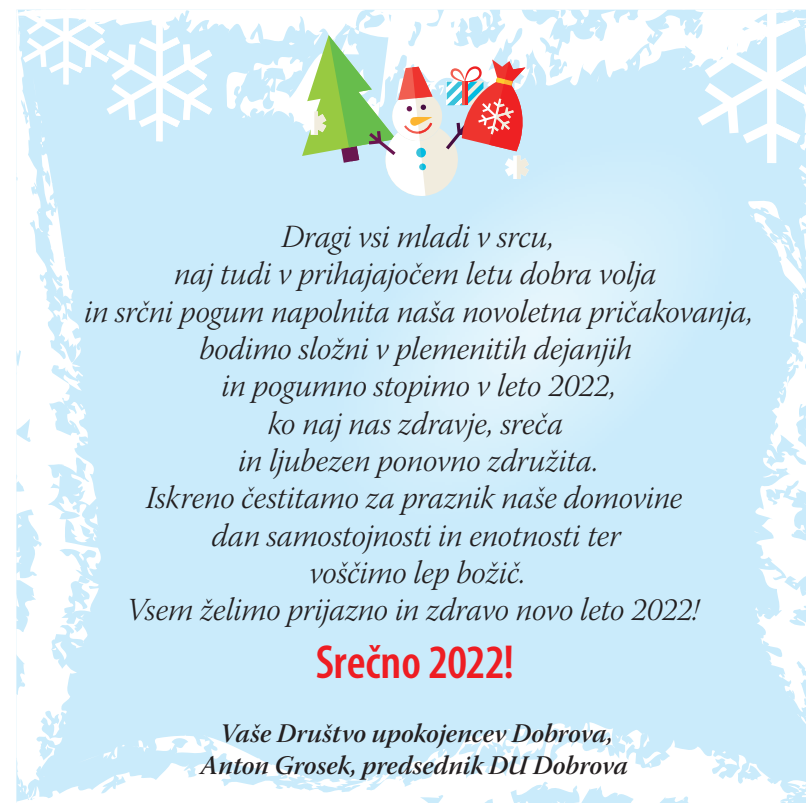 Dragi vsi mladi v srcu,
naj tudi v prihajajočem letu dobra volja
in srčni pogum napolnita naša novoletna pričakovanja,
bodimo složni v plemenitih dejanjih
in pogumno stopimo v leto 2022,
ko naj nas zdravje, sreča
in ljubezen ponovno združita.
Iskreno čestitamo za praznik naše domovine
dan samostojnosti in enotnosti ter
voščimo lep božič.
Vsem želimo prijazno in zdravo novo leto 2022!
Srečno 2022!
Vaše Društvo upokojencev Dobrova,
Anton Grosek, predsednik DU Dobrova